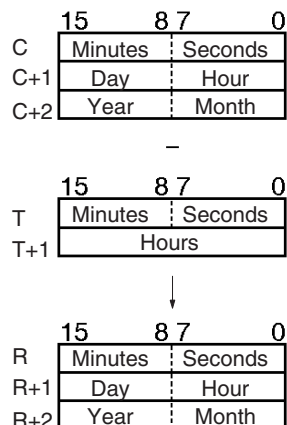 15 8 7 0
C Minutes Seconds
C+1 Day Hour
C+2 Year Month
−
15 8 7 0
T Minutes Seconds
T+1 Hours
15 8 7 0
R Minutes Seconds
R+1 Day Hour
R+2 Year Month